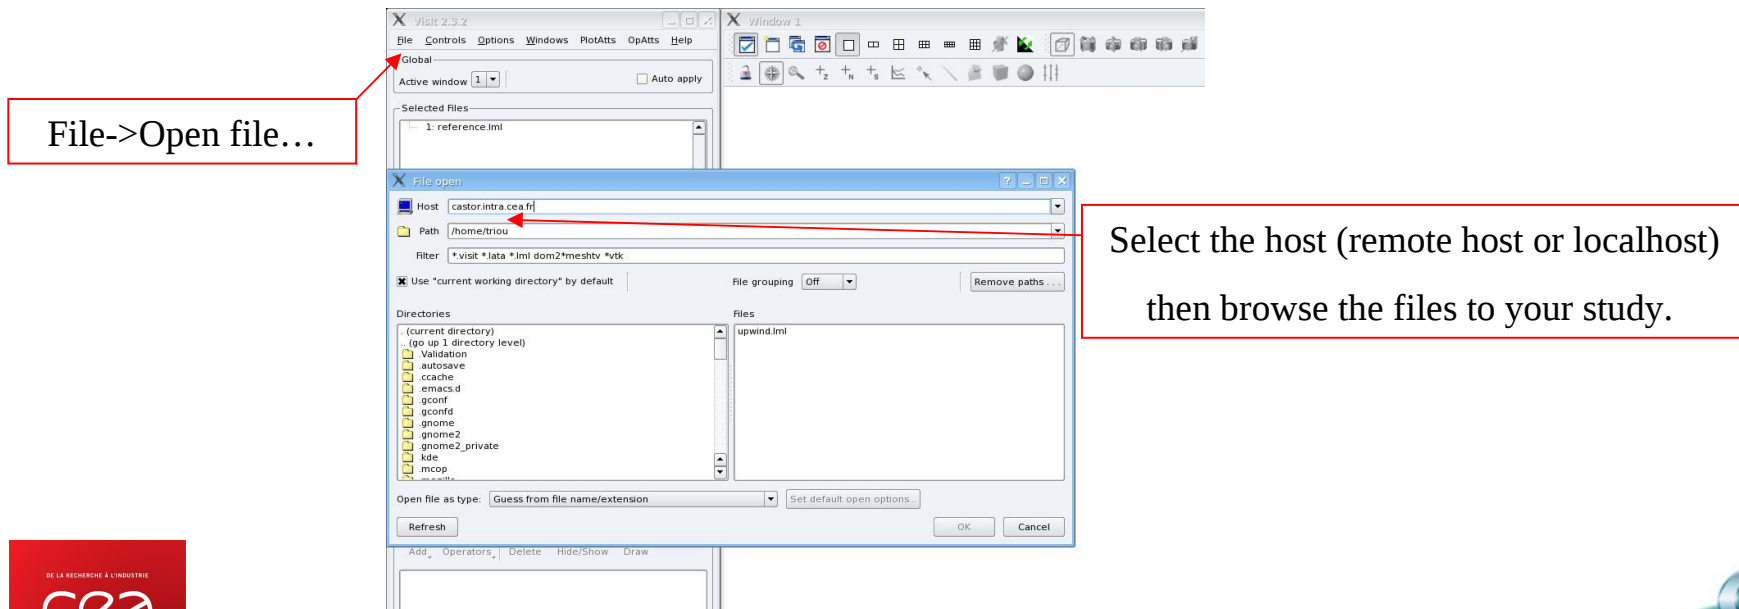 Visit 2.3.2
Window 1
File Controls Options Windows PlotAtts OpAtts Help
Global
Active window 1
Auto apply
Selected Files
1: reference.lml
File->Open file…
File open
Host castor.intra.cea.fr
Path /home/triou
Filter *.visit *.lata *.lml dom2*meshtv *vtk
Use "current working directory" by default
File grouping Off
Remove paths . . .
Select the host (remote host or localhost)
then browse the files to your study.
Directories
. (current directory)
.. (go up 1 directory level)
.Validation
.autosave
.ccache
.emacs.d
.gconf
.gconfd
.gnome
.gnome2
.gnome2_private
.kde
.mcop
Files
upwind.lml
Open file as type: Guess from file name/extension
Set default open options...
Refresh
OK
Cancel
Add Operators Delete Hide/Show Draw
DE LA RECHERCHE À L'INDUSTRIE
cea